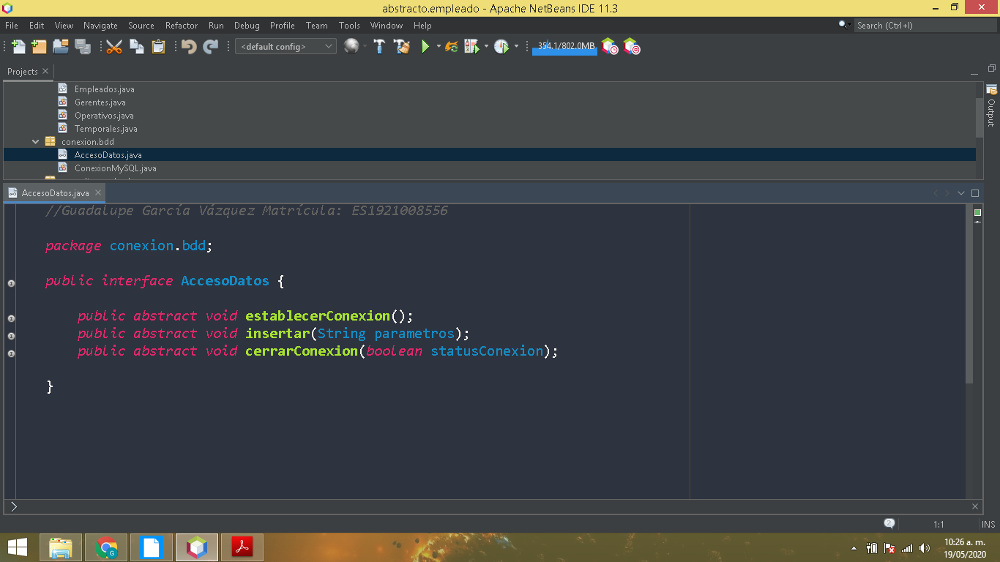 abstracto.empleado - Apache NetBeans IDE 11.3
File Edit View Navigate Source Refactor Run Debug Profile Team Tools Window Help
Search (Ctrl+I)
<default config>
354.1/802.0MB
Projects
Empleados.java
Gerentes.java
Operativos.java
Temporales.java
conexion.bdd
AccesoDatos.java
ConexionMySQL.java
Output
AccesoDatos.java
//Guadalupe García Vázquez Matrícula: ES1921008556
package conexion.bdd;
public interface AccesoDatos {
public abstract void establecerConexion();
public abstract void insertar(String parametros);
public abstract void cerrarConexion(boolean statusConexion);
}
1:1 INS
10:26 a. m.
19/05/2020